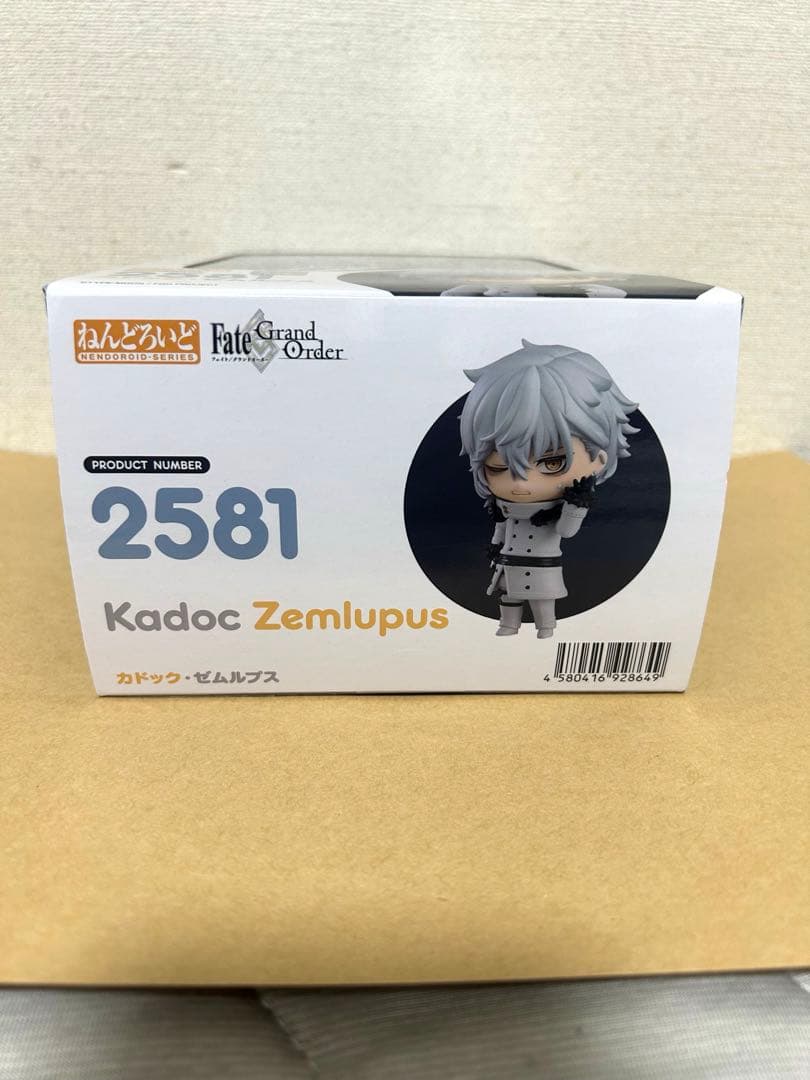 ねんどろいど
NENDOROID-SERIES
Fate Grand Order
フェイト/グランドオーダー
PRODUCT NUMBER
2581
Kadoc Zemlupus
カドック・ゼムルプス
4 580416 928649